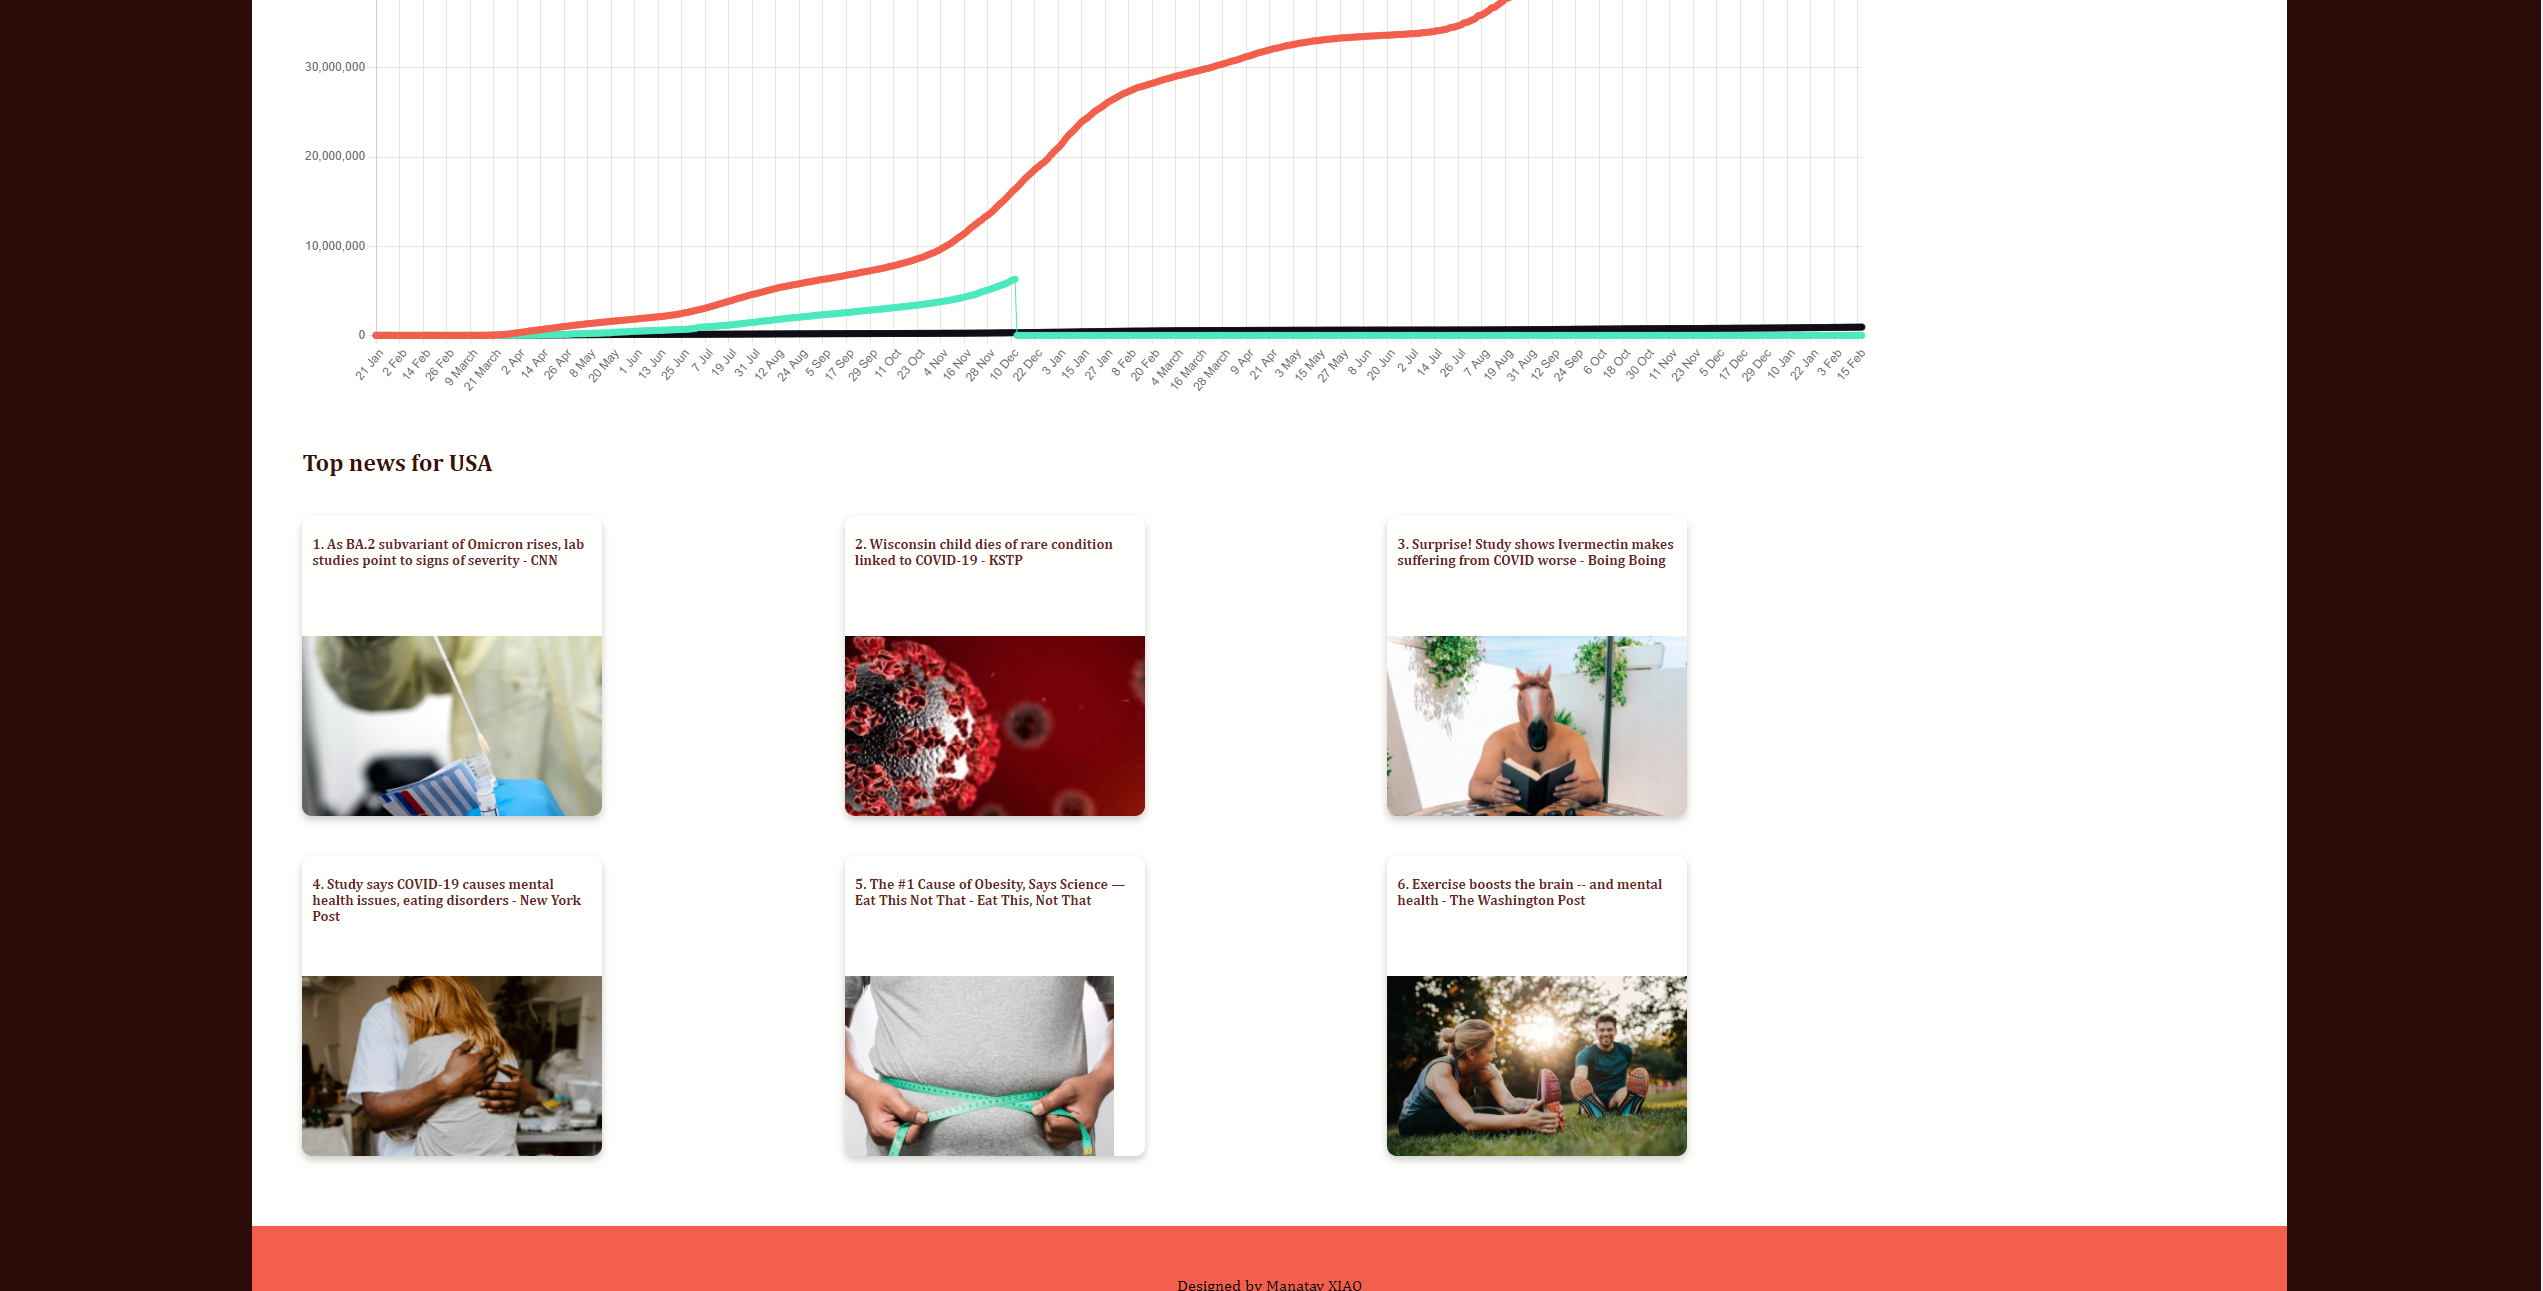 30,000,000
20,000,000
10,000,000
0
21 Jan
2 Feb
14 Feb
26 Feb
9 March
21 March
2 Apr
14 Apr
26 Apr
8 May
20 May
1 Jun
13 Jun
25 Jun
7 Jul
19 Jul
31 Jul
12 Aug
24 Aug
5 Sep
17 Sep
29 Sep
11 Oct
23 Oct
4 Nov
16 Nov
28 Nov
10 Dec
22 Dec
3 Jan
15 Jan
27 Jan
8 Feb
20 Feb
4 March
16 March
28 March
9 Apr
21 Apr
3 May
15 May
27 May
8 Jun
20 Jun
2 Jul
14 Jul
26 Jul
7 Aug
19 Aug
31 Aug
12 Sep
24 Sep
6 Oct
18 Oct
30 Oct
11 Nov
23 Nov
5 Dec
17 Dec
29 Dec
10 Jan
22 Jan
3 Feb
15 Feb
Top news for USA
1. As BA.2 subvariant of Omicron rises, lab
studies point to signs of severity - CNN
2. Wisconsin child dies of rare condition
linked to COVID-19 - KSTP
3. Surprise! Study shows Ivermectin makes
suffering from COVID worse - Boing Boing
4. Study says COVID-19 causes mental
health issues, eating disorders - New York
Post
5. The #1 Cause of Obesity, Says Science —
Eat This Not That - Eat This, Not That
6. Exercise boosts the brain -- and mental
health - The Washington Post
Designed by Manatay XIAO